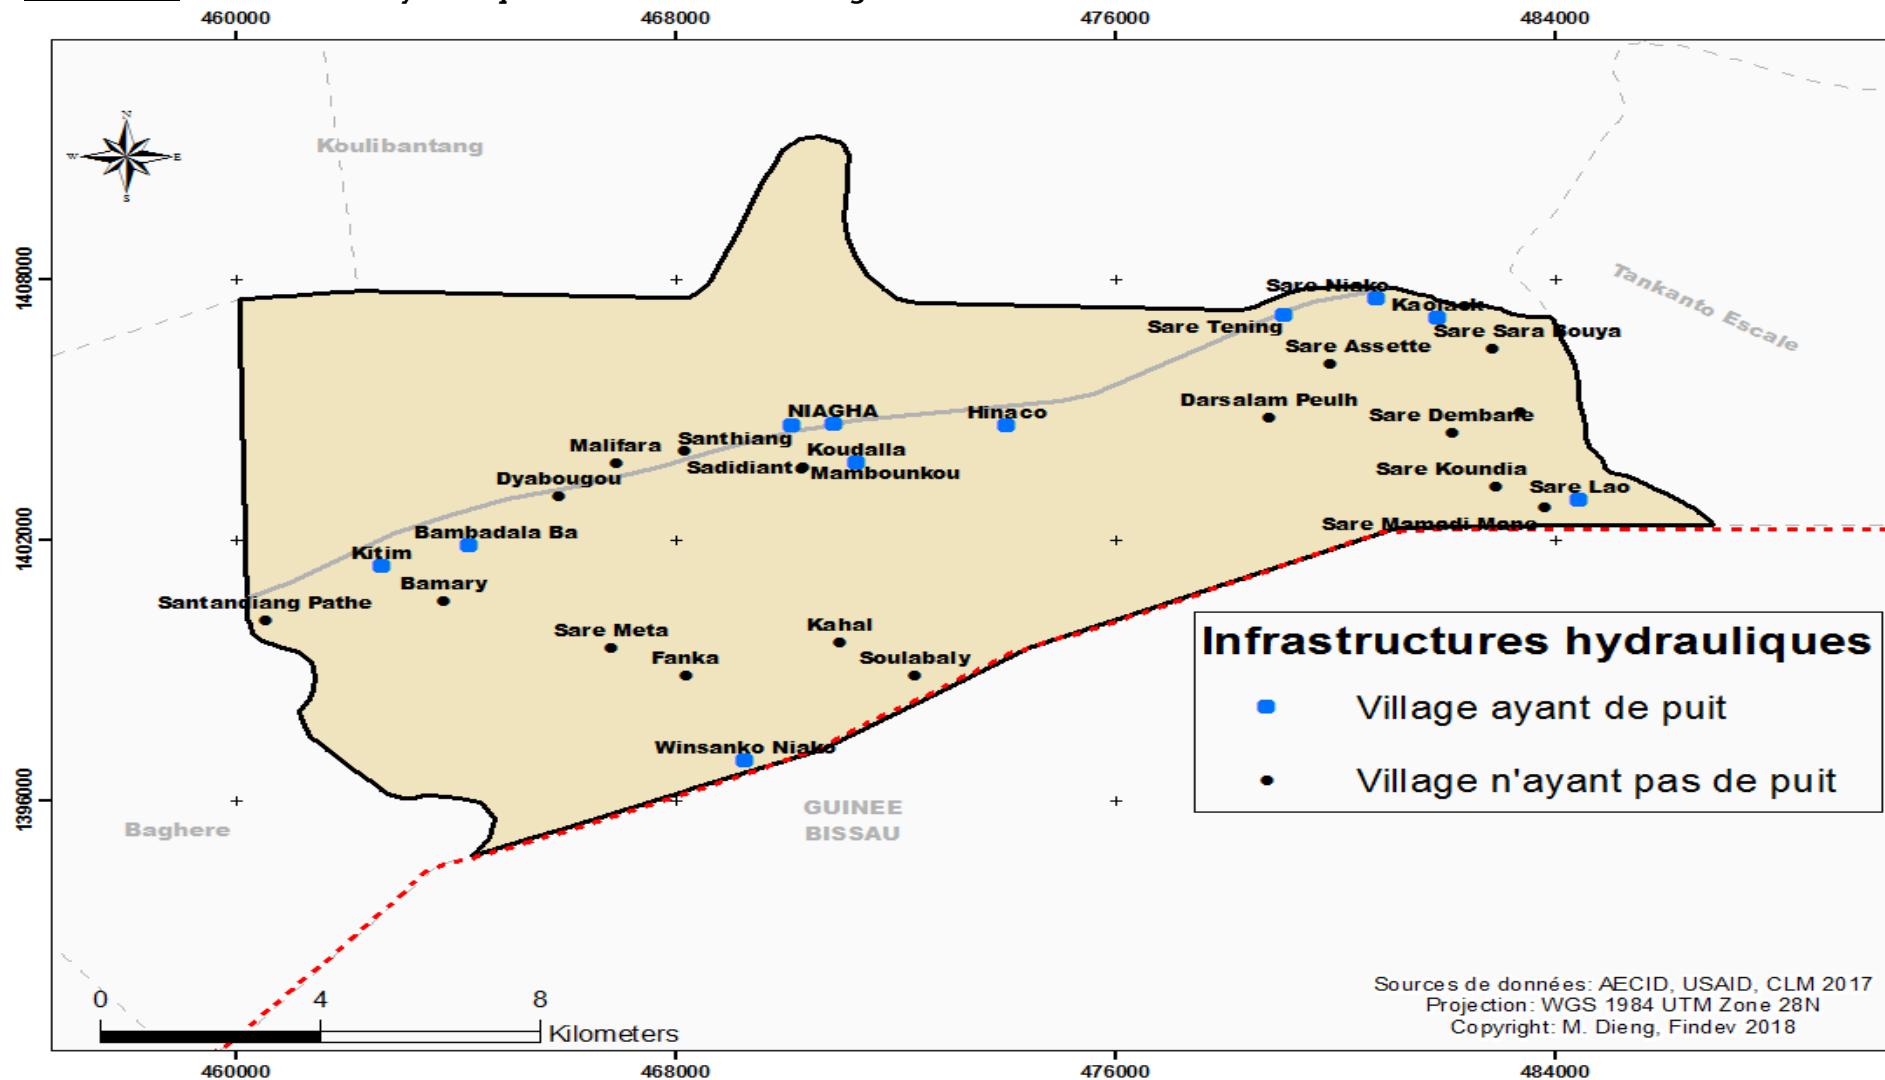 460000
468000
476000
484000
N
W
E
S
Koulibantang
1408000
Tankanto Escale
Sare Niako
Kaolack
Sare Tening
Sare Sara Bouya
Sare Assette
Darsalam Peulh
Sare Dembane
NIAGHA
Hinaco
Malifara
Santhiang
Koudalla
Sadidiant
Mambounkou
Dyabougou
Sare Koundia
Sare Lao
Sare Mamadi Mone
1402000
Bambadala Ba
Kitim
Bamary
Santandiang Pathe
Sare Meta
Kahal
Fanka
Soulabaly
Winsanko Niako
1396000
Baghere
GUINEE
BISSAU
Infrastructures hydrauliques
Village ayant de puit
Village n'ayant pas de puit
0
4
8
Kilometers
Sources de données: AECID, USAID, CLM 2017
Projection: WGS 1984 UTM Zone 28N
Copyright: M. Dieng, Findev 2018
460000
468000
476000
484000